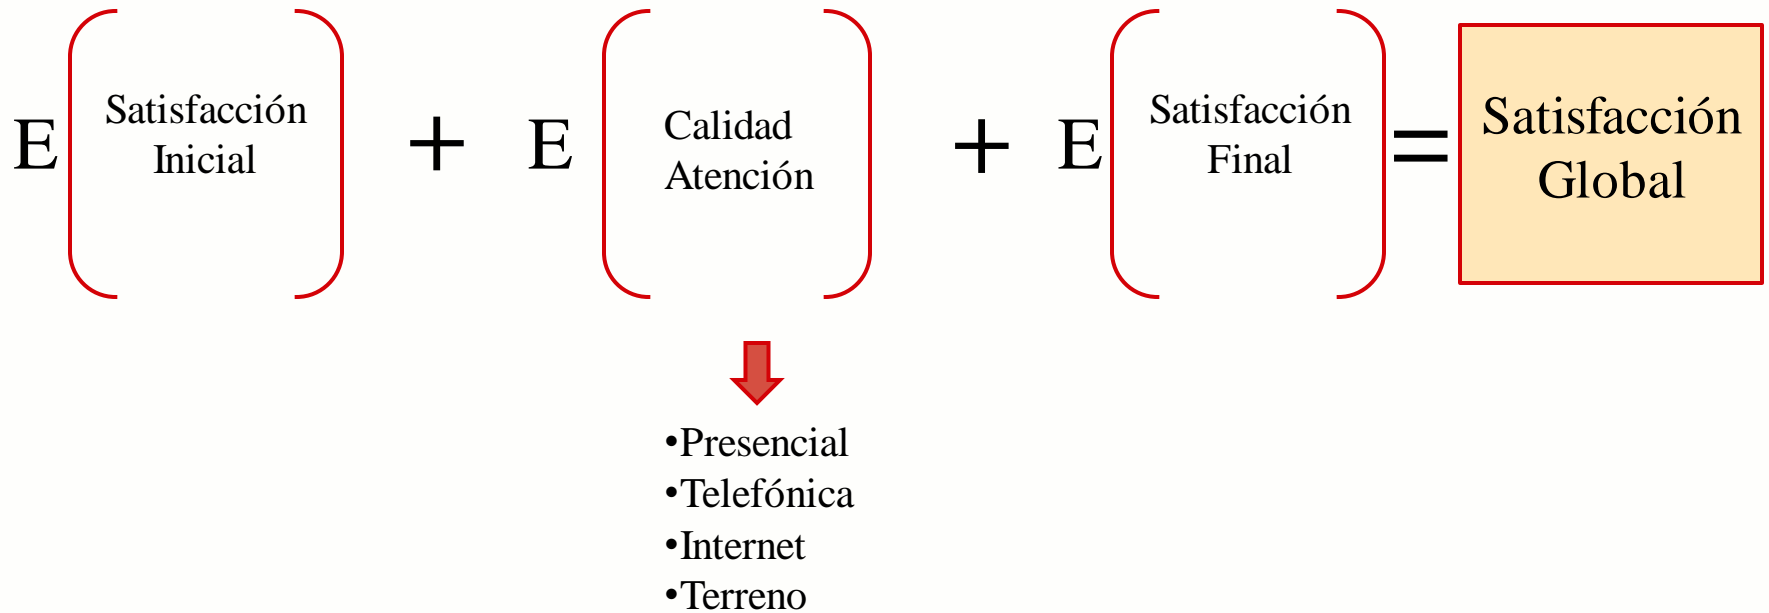 E
Satisfacción
Inicial
+
E
Calidad
Atención
+
E
Satisfacción
Final
=
Satisfacción
Global
•Presencial
•Telefónica
•Internet
•Terreno